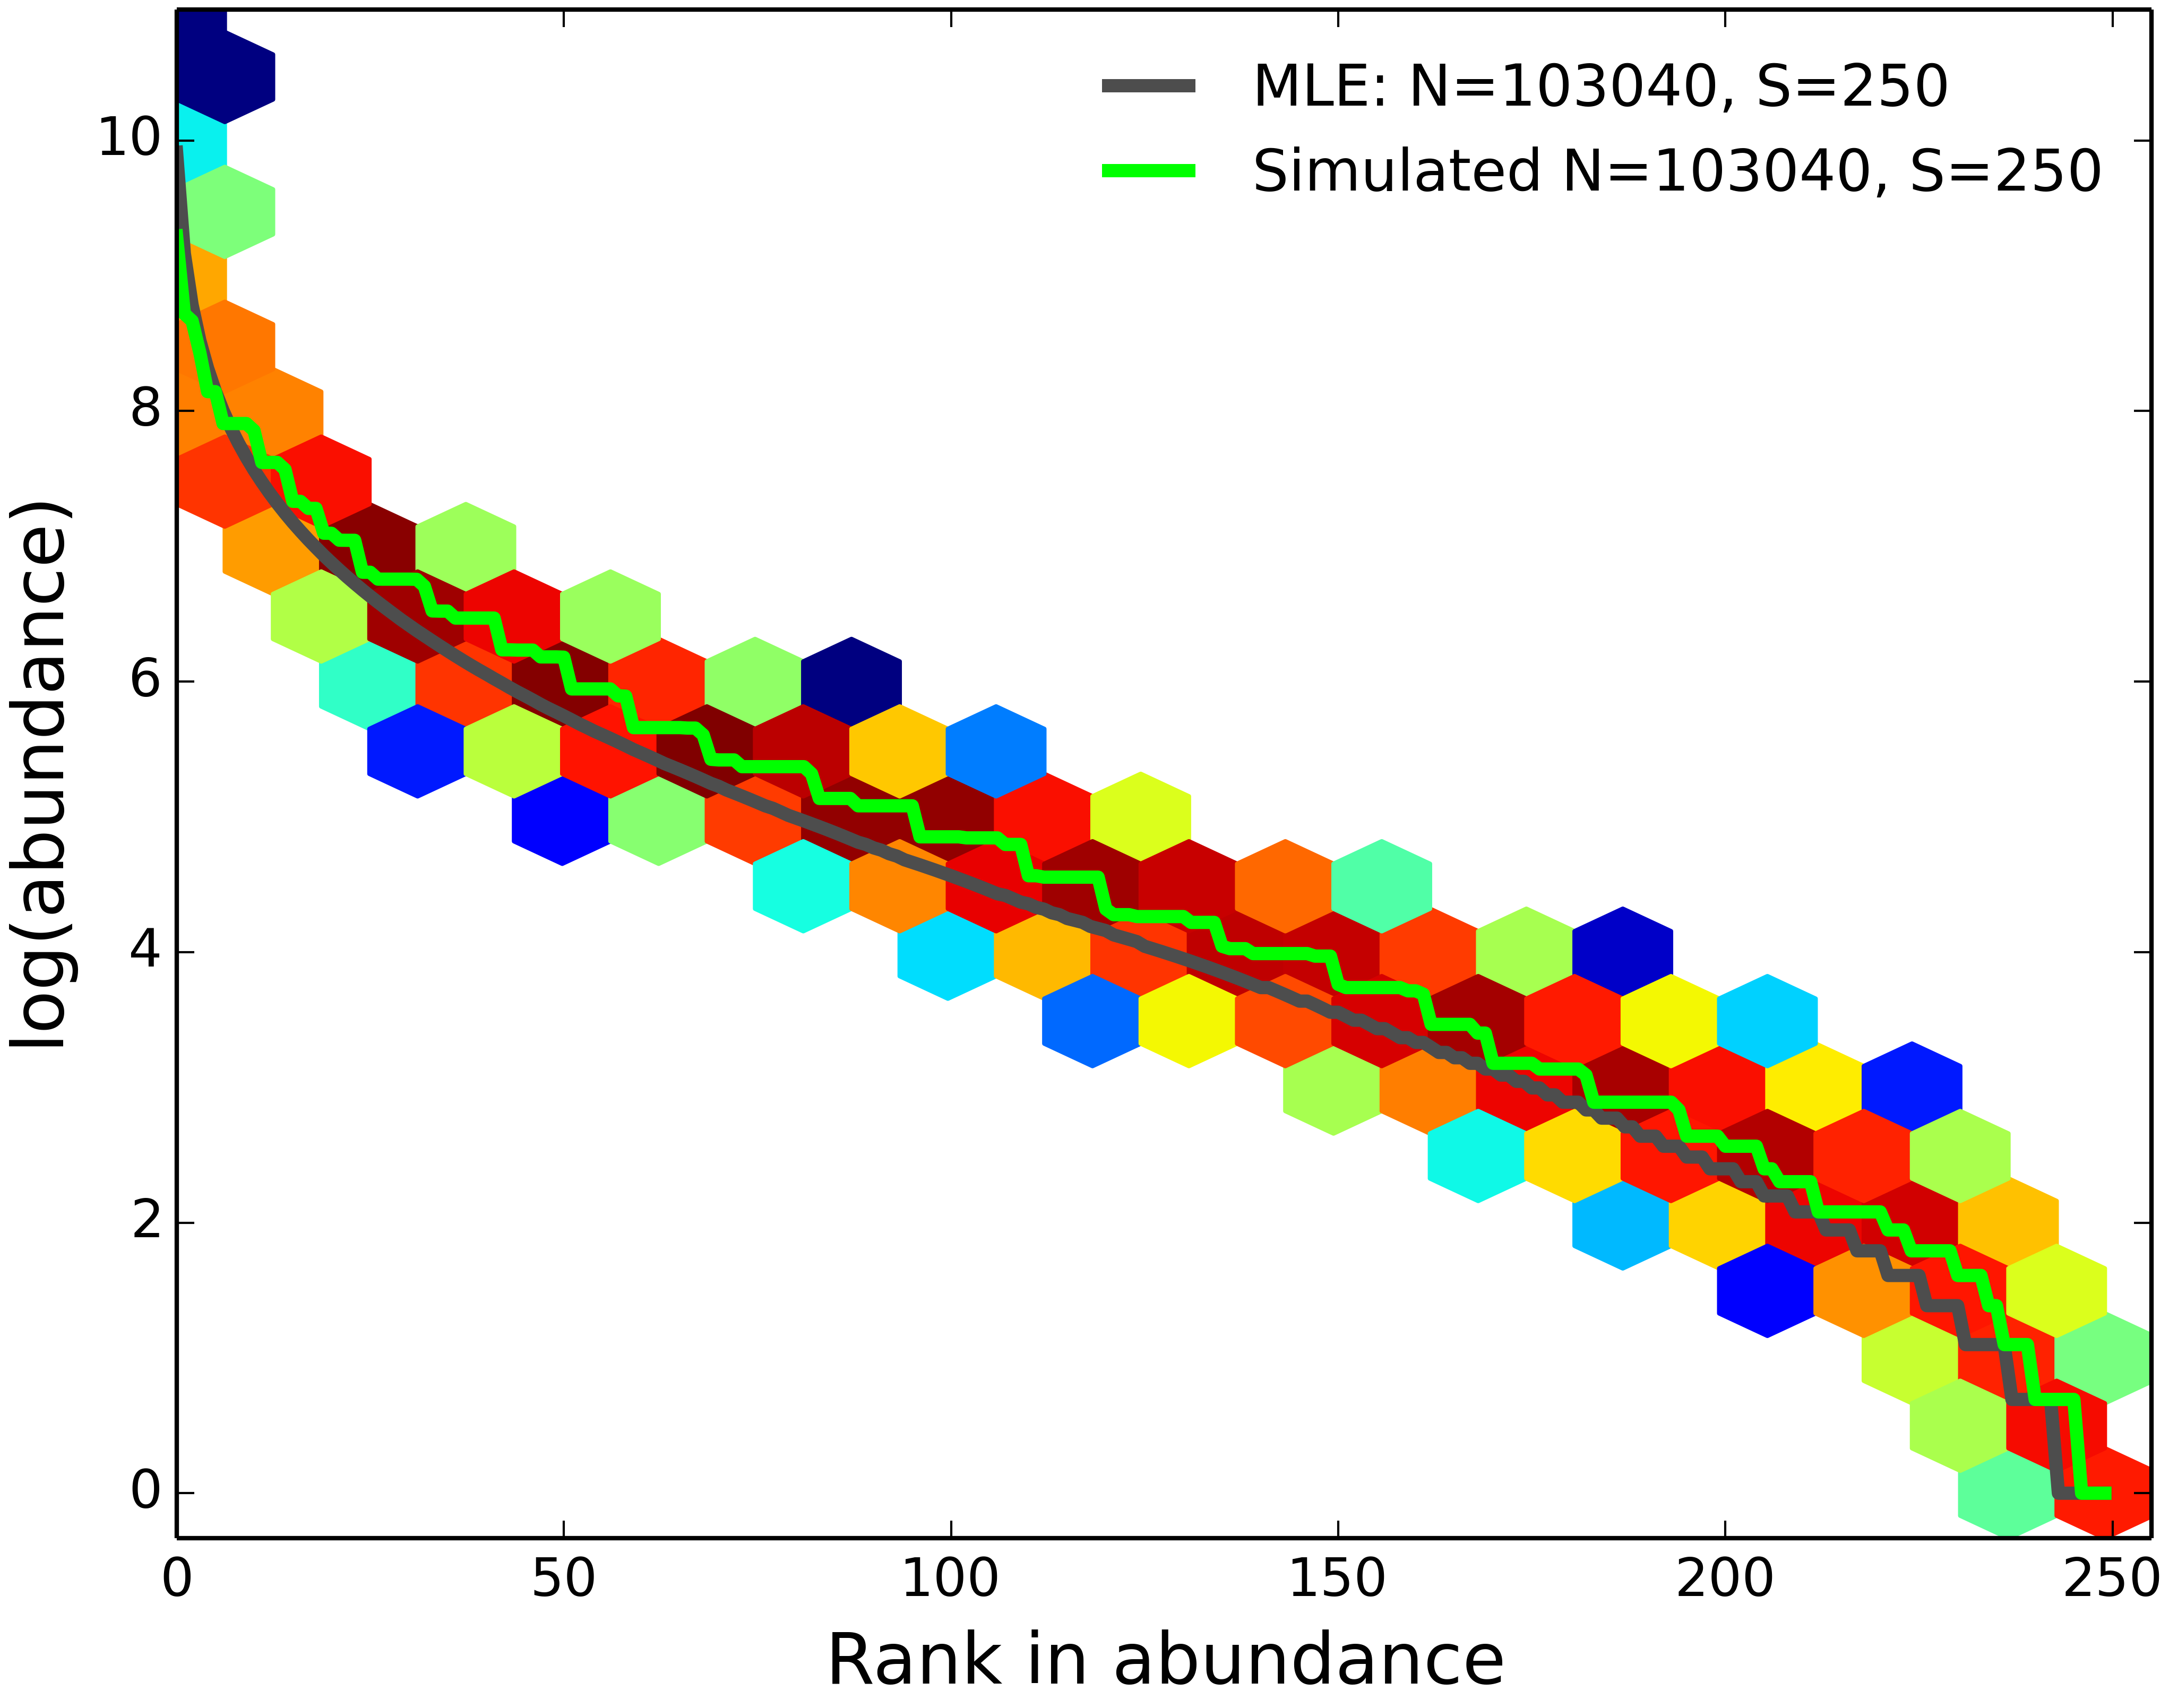 MLE: N=103040, S=250
Simulated N=103040, S=250
log(abundance)
10
8
6
4
2
0
0 50 100 150 200 250
Rank in abundance